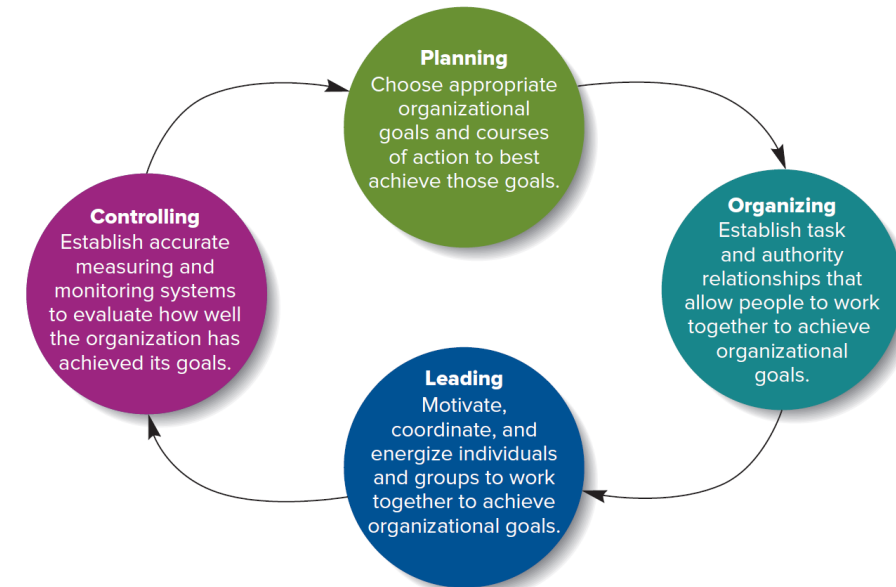 Planning
Choose appropriate
organizational
goals and courses
of action to best
achieve those goals.
Organizing
Establish task
and authority
relationships that
allow people to work
together to achieve
organizational
goals.
Leading
Motivate,
coordinate, and
energize individuals
and groups to work
together to achieve
organizational goals.
Controlling
Establish accurate
measuring and
monitoring systems
to evaluate how well
the organization has
achieved its goals.